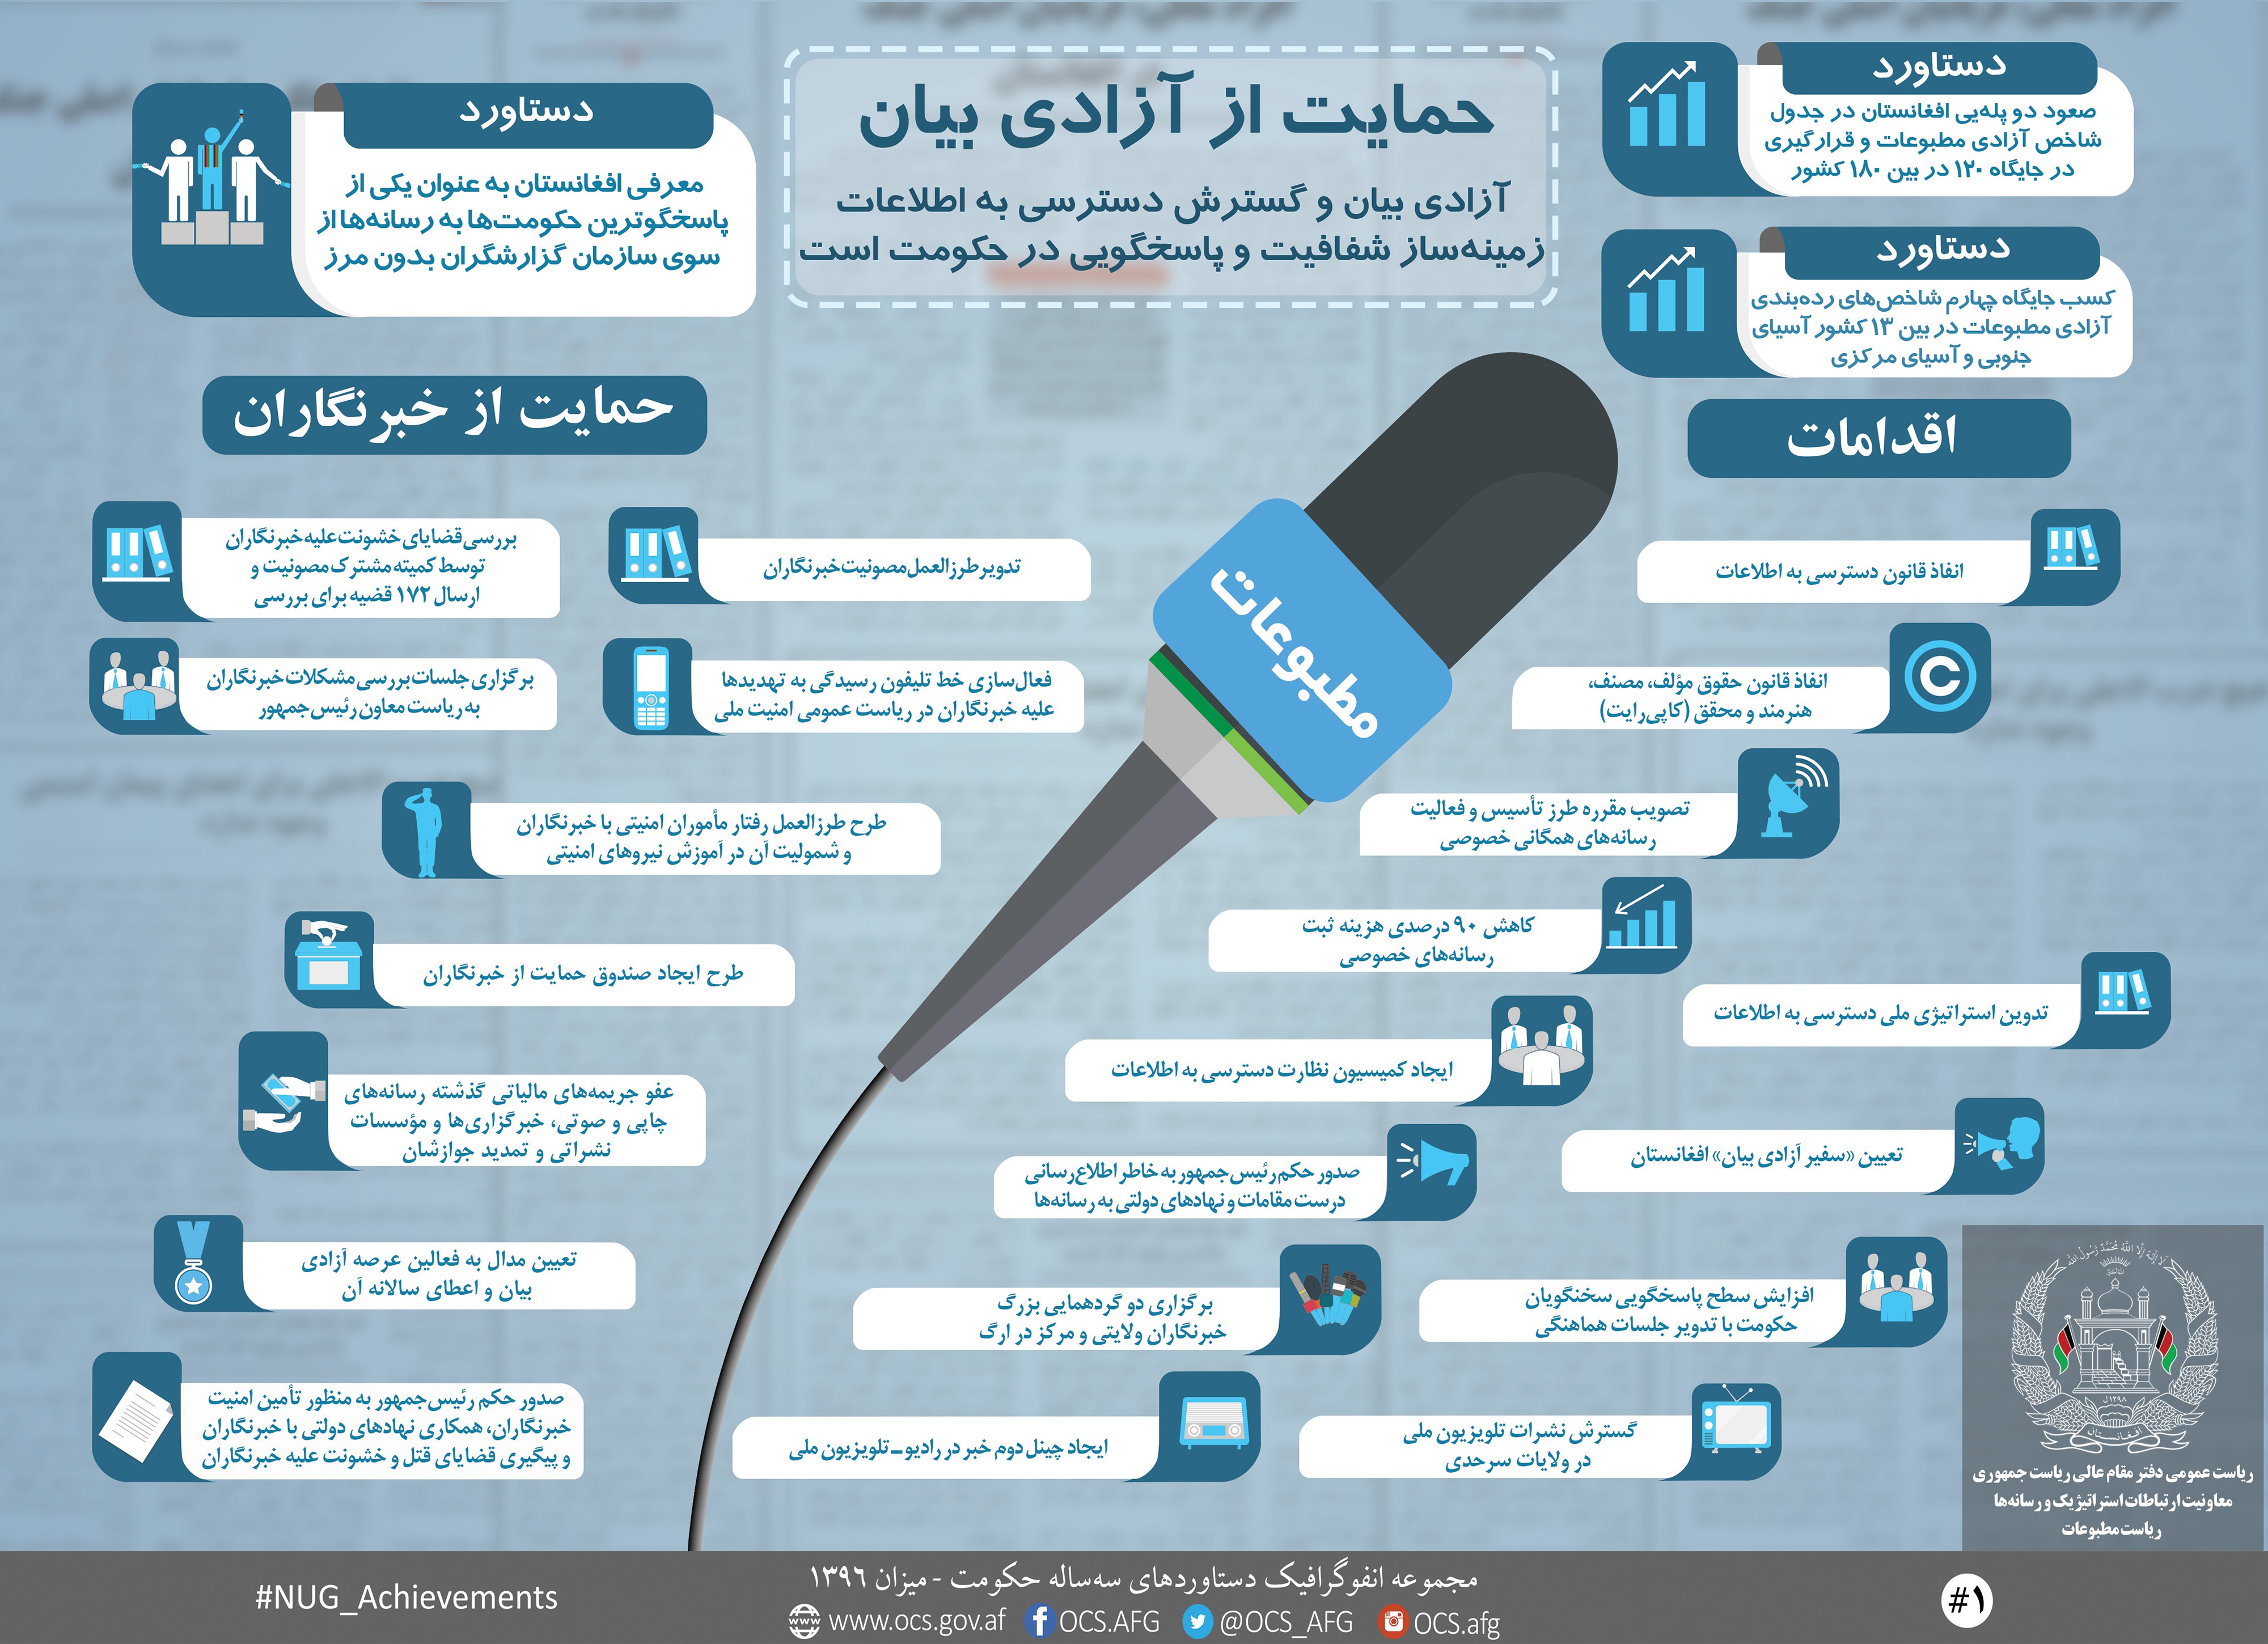 حمایت از آزادی بیان
آزادی بیان و گسترش دسترسی به اطلاعات
زمینه‌ساز شفافیت و پاسخگویی در حکومت است
دستاورد
صعود دو پله‌یی افغانستان در جدول
شاخص آزادی مطبوعات و قرارگیری
در جایگاه ۱۲۰ در بین ۱۸۰ کشور
دستاورد
کسب جایگاه چهارم شاخص‌های رده‌بندی
آزادی مطبوعات در بین ۱۳ کشور آسیای
جنوبی و آسیای مرکزی
دستاورد
معرفی افغانستان به عنوان یکی از
پاسخگوترین حکومت‌ها به رسانه‌ها از
سوی سازمان گزارشگران بدون مرز
مطبوعات
اقدامات
انفاذ قانون دسترسی به اطلاعات
انفاذ قانون حقوق مؤلف، مصنف،
هنرمند و محقق (کاپی‌رایت)
تصویب مقرره طرز تأسیس و فعالیت
رسانه‌های همگانی خصوصی
کاهش ۹۰ درصدی هزینه ثبت
رسانه‌های خصوصی
تدوین استراتیژی ملی دسترسی به اطلاعات
ایجاد کمیسیون نظارت دسترسی به اطلاعات
تعیین «سفیر آزادی بیان» افغانستان
صدور حکم رئیس‌جمهور به خاطر اطلاع‌رسانی
درست مقامات و نهادهای دولتی به رسانه‌ها
افزایش سطح پاسخگویی سخنگویان
حکومت با تدویر جلسات هماهنگی
برگزاری دو گردهمایی بزرگ
خبرنگاران ولایتی و مرکز در ارگ
گسترش نشرات تلویزیون ملی
در ولایات سرحدی
ایجاد چینل دوم خبر در رادیو ـ تلویزیون ملی
حمایت از خبرنگاران
تدویر طرزالعمل مصونیت خبرنگاران
بررسی قضایای خشونت علیه خبرنگاران
توسط کمیته مشترک مصونیت و
ارسال ۱۷۲ قضیه برای بررسی
فعال‌سازی خط تلیفون رسیدگی به تهدیدها
علیه خبرنگاران در ریاست عمومی امنیت ملی
برگزاری جلسات بررسی مشکلات خبرنگاران
به ریاست معاون رئیس‌جمهور
طرح طرزالعمل رفتار مأموران امنیتی با خبرنگاران
و شمولیت آن در آموزش نیروهای امنیتی
طرح ایجاد صندوق حمایت از خبرنگاران
عفو جریمه‌های مالیاتی گذشته رسانه‌های
چاپی و صوتی، خبرگزاری‌ها و مؤسسات
نشراتی و تمدید جوازشان
تعیین مدال به فعالین عرصه آزادی
بیان و اعطای سالانه آن
صدور حکم رئیس‌جمهور به منظور تأمین امنیت
خبرنگاران، همکاری نهادهای دولتی با خبرنگاران
و پیگیری قضایای قتل و خشونت علیه خبرنگاران
لا إله إلا الله محمد رسول الله
۱۲۹۸
افغانستان
ریاست عمومی دفتر مقام عالی ریاست جمهوری
معاونیت ارتباطات استراتیژیک و رسانه‌ها
ریاست مطبوعات
#۱
مجموعه انفوگرافیک دستاوردهای سه‌ساله حکومت - میزان ۱۳۹۶
www.ocs.gov.af OCS.AFG @OCS_AFG OCS.afg
#NUG_Achievements